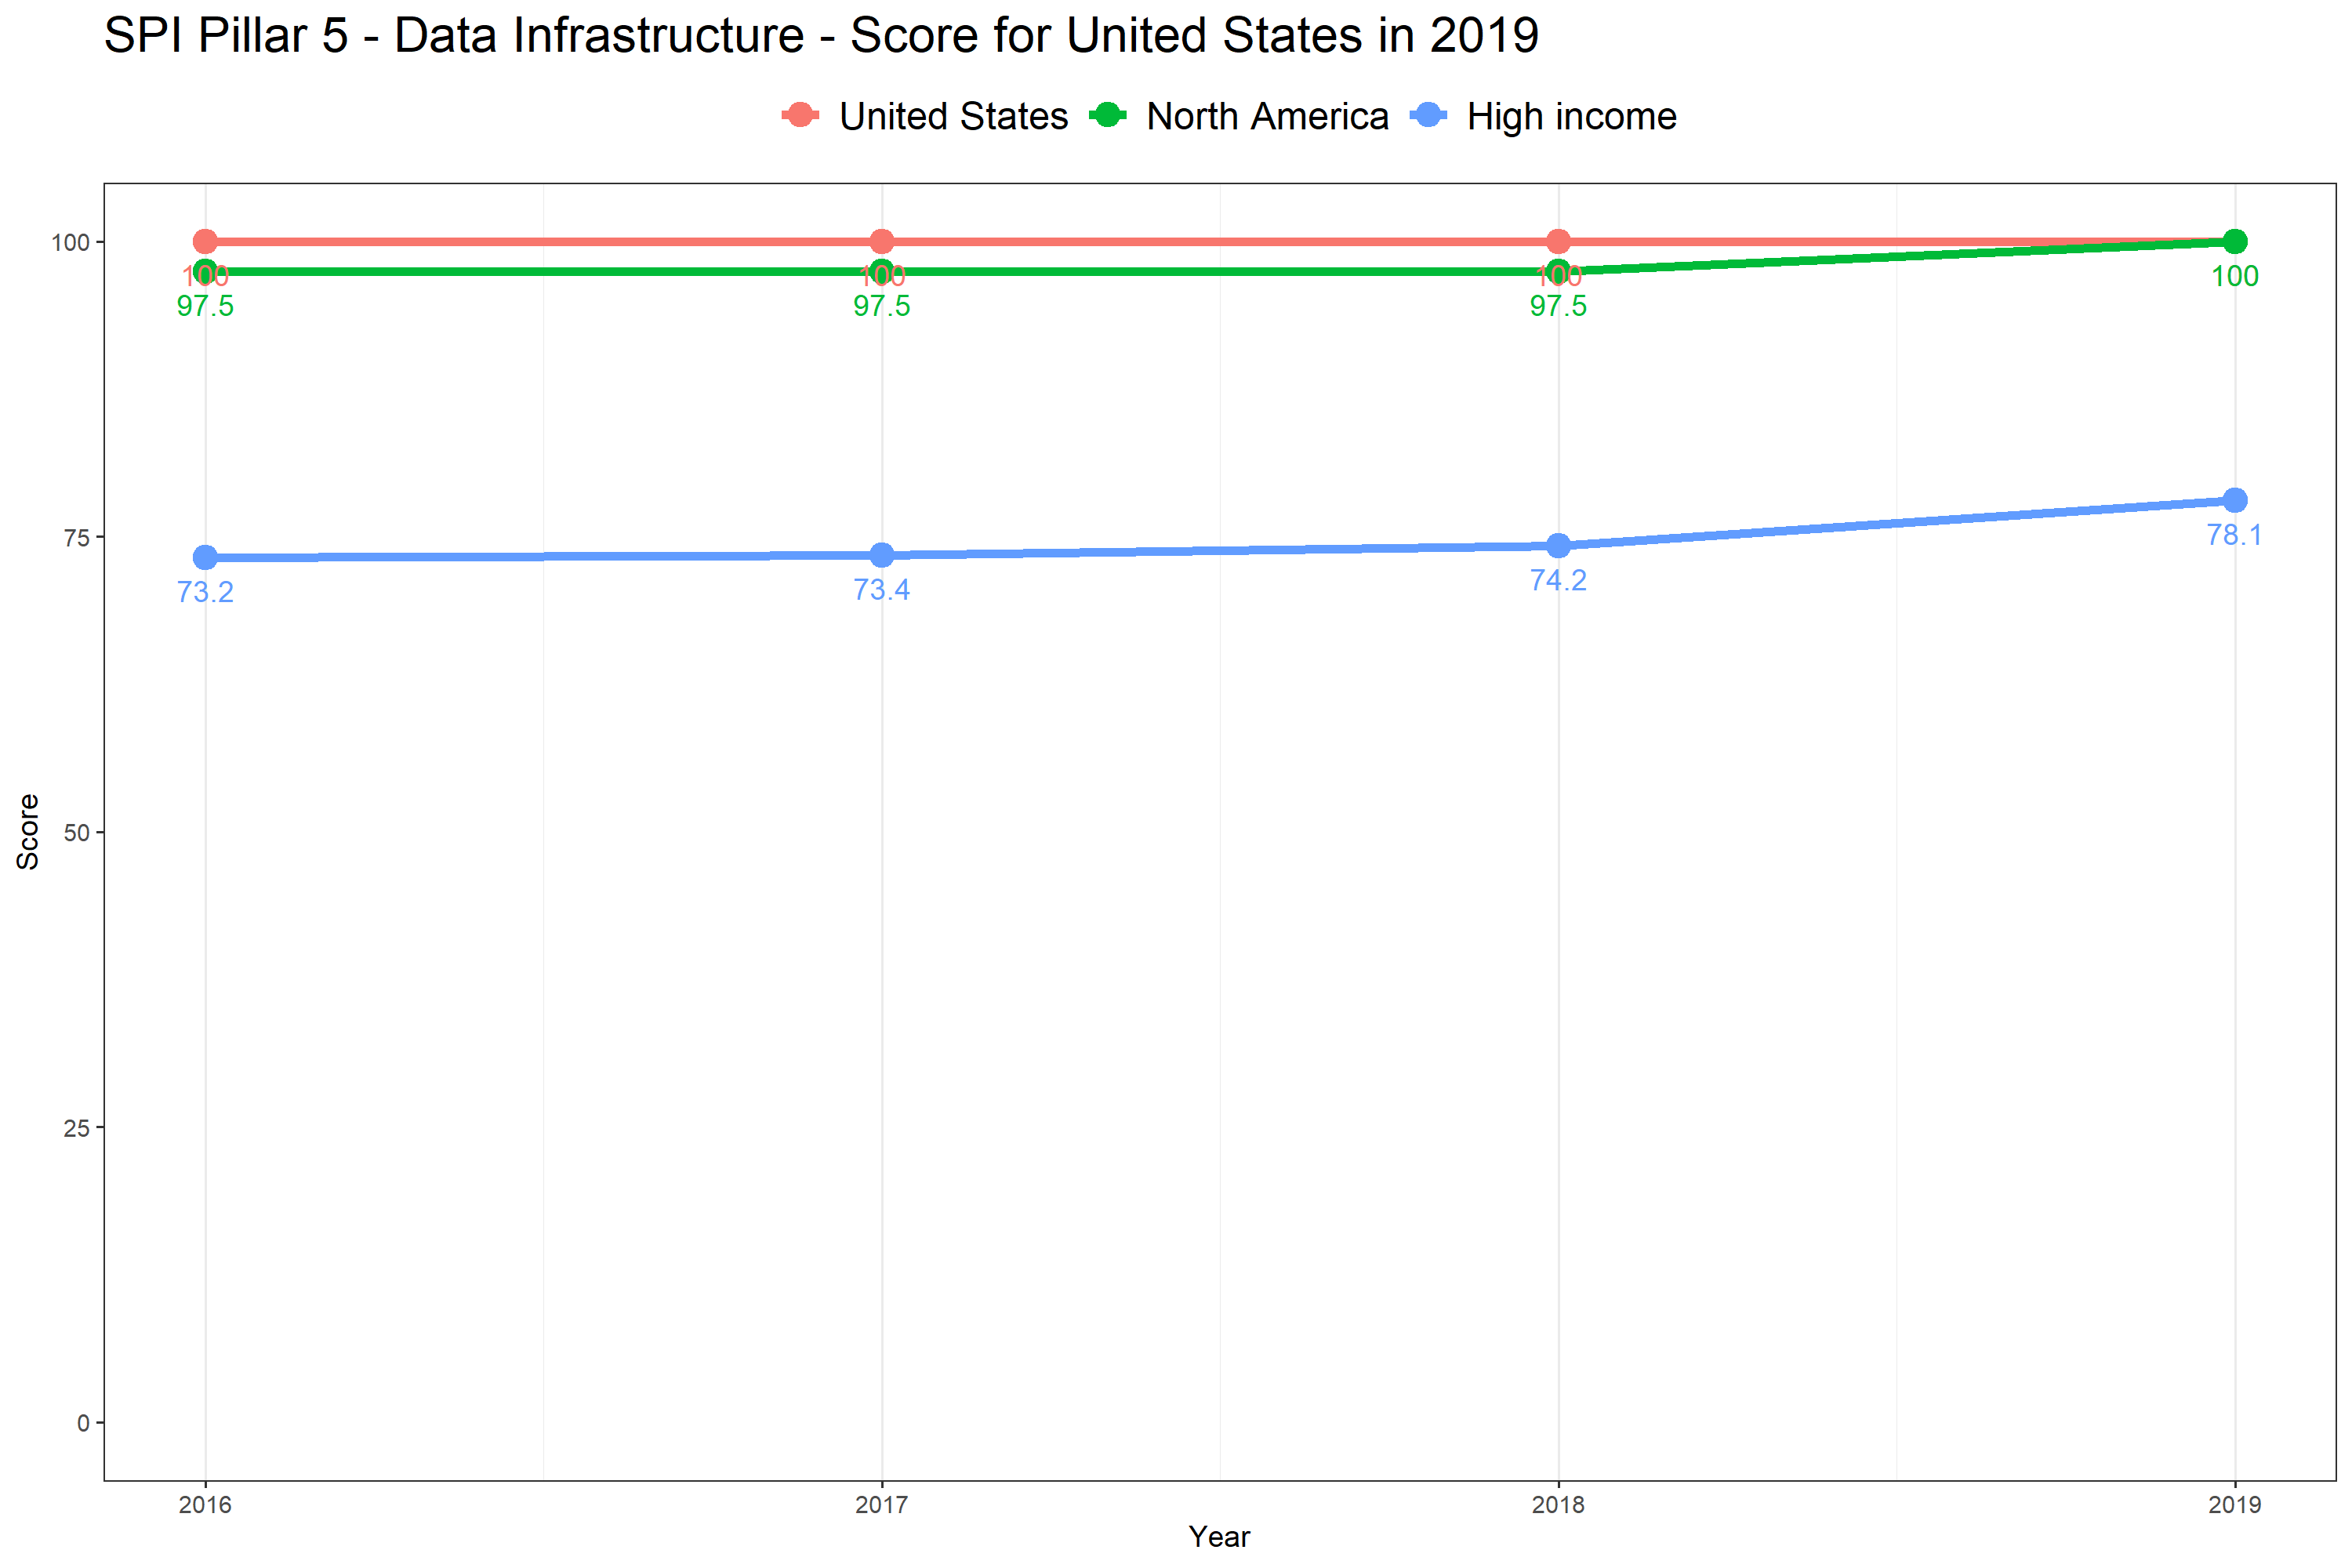 SPI Pillar 5 - Data Infrastructure - Score for United States in 2019
United States North America High income
100
100 100 100 100
97.5 97.5 97.5
75
78.1
73.2 73.4 74.2
Score
50
25
0
2016 2017 2018 2019
Year